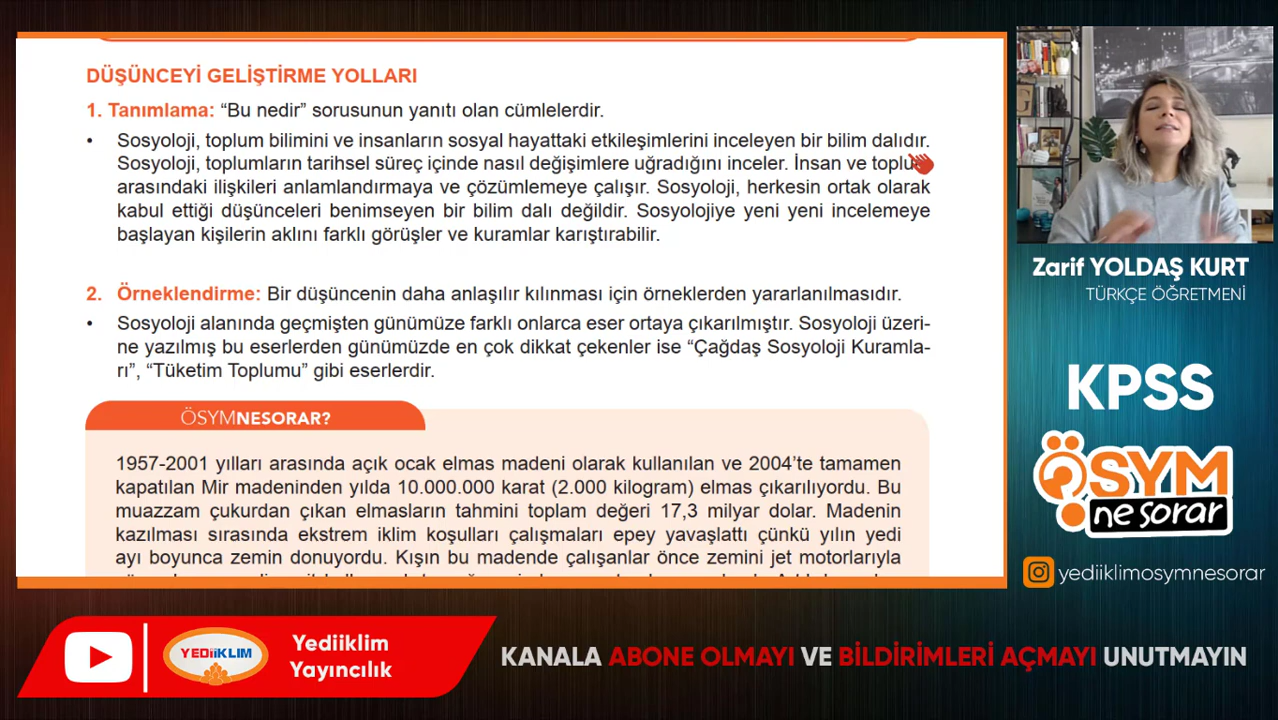 DÜŞÜNCEYİ GELİŞTİRME YOLLARI
1. Tanımlama: “Bu nedir” sorusunun yanıtı olan cümlelerdir.
• Sosyoloji, toplum bilimini ve insanların sosyal hayattaki etkileşimlerini inceleyen bir bilim dalıdır.
Sosyoloji, toplumların tarihsel süreç içinde nasıl değişimlere uğradığını inceler. İnsan ve
arasındaki ilişkileri anlamlandırmaya ve çözümlemeye çalışır. Sosyoloji, herkesin ortak olarak
kabul ettiği düşünceleri benimseyen bir bilim dalı değildir. Sosyolojiye yeni yeni incelemeye
başlayan kişilerin aklını farklı görüşler ve kuramlar karıştırabilir.
2. Örneklendirme: Bir düşüncenin daha anlaşılır kılınması için örneklerden yararlanılmasıdır.
• Sosyoloji alanında geçmişten günümüze farklı onlarca eser ortaya çıkarılmıştır. Sosyoloji üzeri-
ne yazılmış bu eserlerden günümüzde en çok dikkat çekenler ise “Çağdaş Sosyoloji Kuramla-
rı”, “Tüketim Toplumu” gibi eserlerdir.
ÖSYMNESORAR?
1957-2001 yılları arasında açık ocak elmas madeni olarak kullanılan ve 2004’te tamamen
kapatılan Mir madeninden yılda 10.000.000 karat (2.000 kilogram) elmas çıkarılıyordu. Bu
muazzam çukurdan çıkan elmasların tahmini toplam değeri 17,3 milyar dolar. Madenin
kazılması sırasında ekstrem iklim koşulları çalışmaları epey yavaşlattı çünkü yılın yedi
ayı boyunca zemin donuyordu. Kışın bu madende çalışanlar önce zemini jet motorlarıyla
Zarif YOLDAŞ KURT
TÜRKÇE ÖĞRETMENİ
KPSS
ÖSYM
ne sorar
yediiklimosymnesorar
YEDİİKLİM
Yediiklim
Yayıncılık
KANALA ABONE OLMAYI VE BİLDİRİMLERİ AÇMAYI UNUTMAYIN